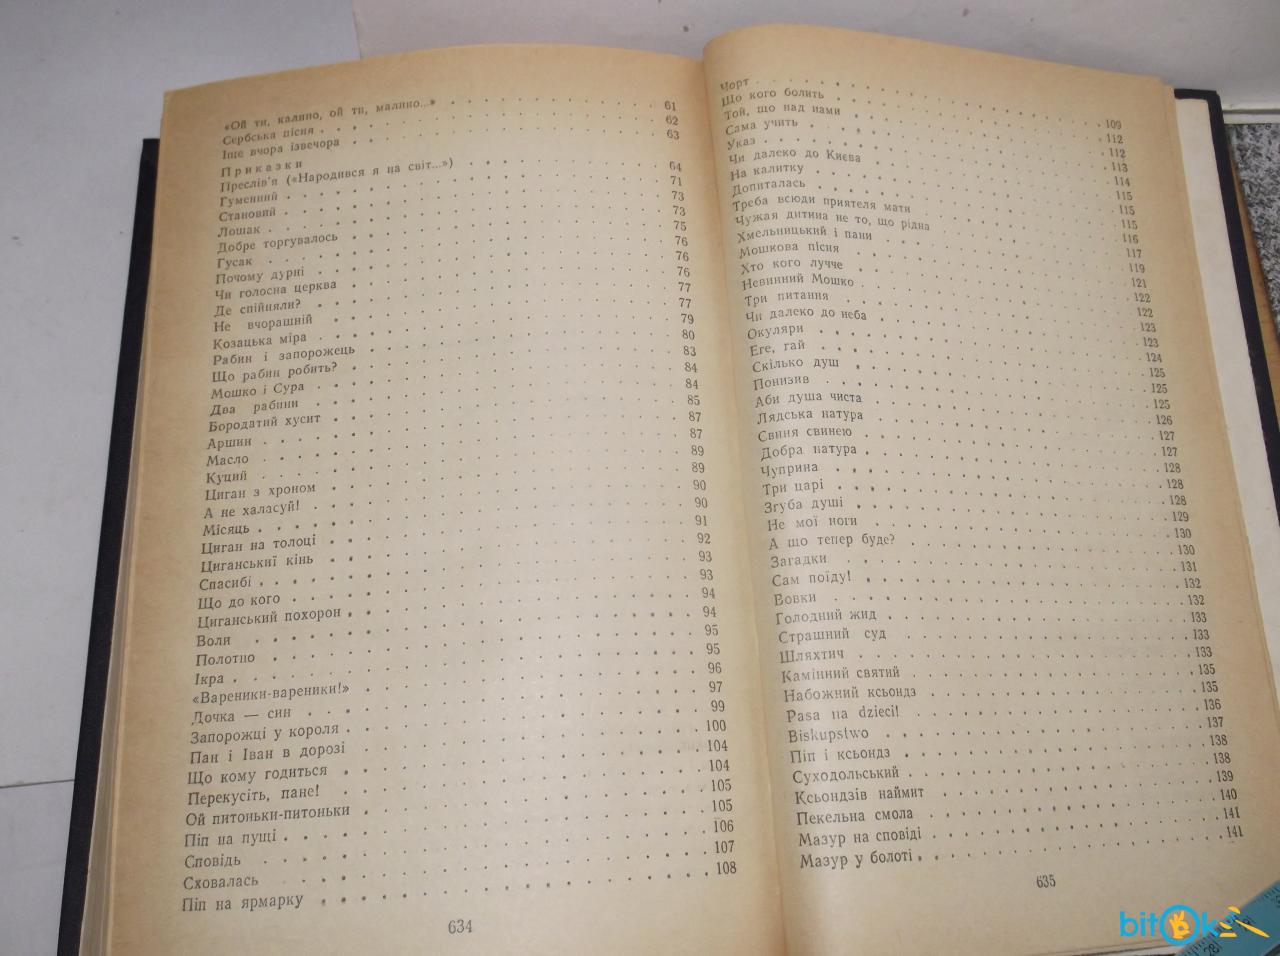 «Ой ти, калино, ой ти, малино...» 61
Сербська пісня 62
Іще вчора ізвечора 63
Приказки
Преслів'я («Народився я на світ...») 64
Гуменний 71
Становий 73
Лошак 73
Добре торгувалось 75
Гусак 76
Почому дурні 76
Чи голосна церква 76
Де спійняли? 77
Не вчорашній 77
Козацька міра 79
Рабин і запорожець 80
Що рабин робить? 83
Мошко і Сура 84
Два рабини 84
Бородатий хусит 85
Аршин 87
Масло 87
Куций 89
Циган з хроном 89
А не халасуй! 90
Місяць 90
Циган на толоці 91
Циганський кінь 92
Спасибі 93
Що до кого 93
Циганський похорон 94
Воли 94
Полотно 95
Ікра 95
«Вареники-вареники!» 96
Дочка — син 97
Запорожці у короля 99
Пан і Іван в дорозі 100
Що кому годиться 104
Перекусіть, пане! 104
Ой питоньки-питоньки 105
Піп на пущі 105
Сповідь 106
Сховалась 107
Піп на ярмарку 108
634
Чорт 109
Що кого болить 112
Той, що над нами 112
Сама учить 113
Указ 114
Чи далеко до Києва 115
На калитку 115
Допиталась 115
Треба всюди приятеля мати 116
Чужая дитина не то, що рідна 117
Хмельницький і пани 119
Мошкова пісня 121
Хто кого лучче 122
Невинний Мошко 122
Три питання 123
Чи далеко до неба 123
Окуляри 124
Еге, гай 125
Скілько душ 125
Понизив 125
Аби душа чиста 126
Лядська натура 127
Свиня свинею 127
Добра натура 128
Чуприна 128
Три царі 128
Згуба душі 129
Не мої ноги 130
А що тепер буде? 130
Загадки 131
Сам поїду! 132
Вовки 132
Голодний жид 133
Страшний суд 133
Шляхтич 133
Камінний святий 135
Набожний ксьондз 135
Pasa na dzieci! 136
Biskupstwo 137
Піп і ксьондз 138
Суходольський 138
Ксьондзів наймит 139
Пекельна смола 140
Мазур на сповіді 141
Мазур у болоті 141
635
bitOk